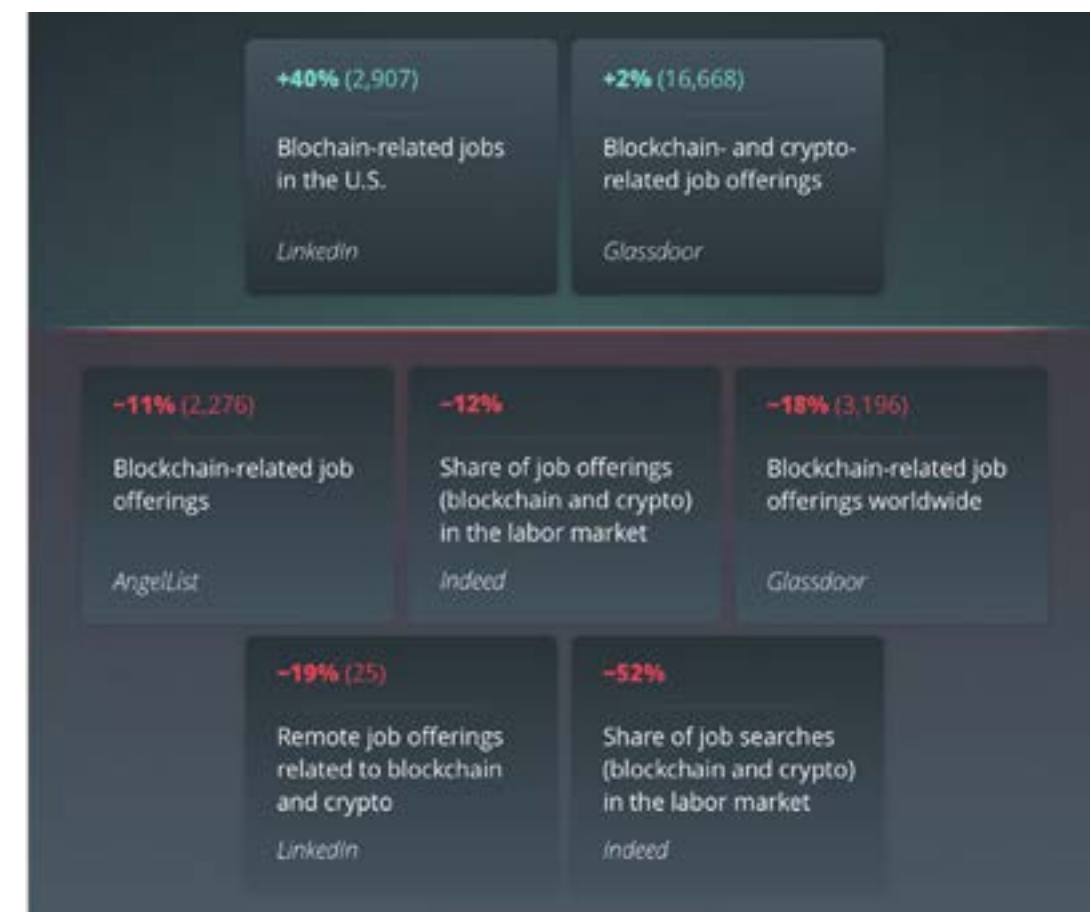 +40% (2,907)
Blochain-related jobs
in the U.S.
LinkedIn
+2% (16,668)
Blockchain- and crypto-
related job offerings
Glassdoor
−11% (2,276)
Blockchain-related job
offerings
AngelList
−12%
Share of job offerings
(blockchain and crypto)
in the labor market
Indeed
−18% (3,196)
Blockchain-related job
offerings worldwide
Glassdoor
−19% (25)
Remote job offerings
related to blockchain
and crypto
LinkedIn
−52%
Share of job searches
(blockchain and crypto)
in the labor market
Indeed